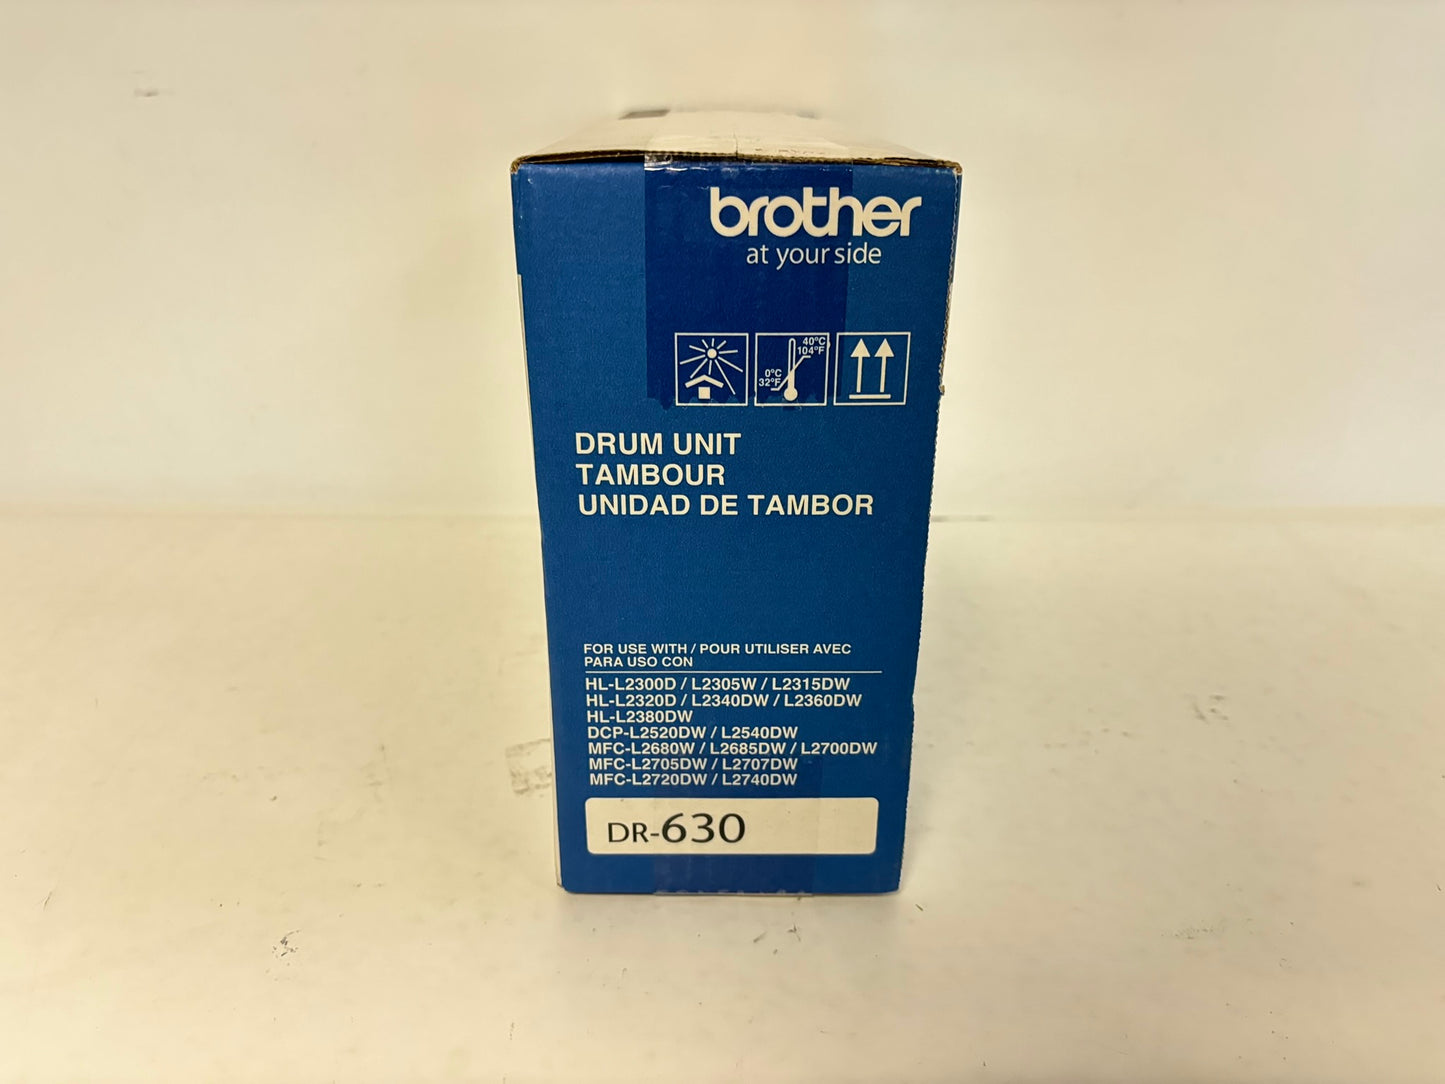 brother
at your side
40°C
104°F
0°C
32°F
DRUM UNIT
TAMBOUR
UNIDAD DE TAMBOR
FOR USE WITH / POUR UTILISER AVEC
PARA USO CON
HL-L2300D / L2305W / L2315DW
HL-L2320D / L2340DW / L2360DW
HL-L2380DW
DCP-L2520DW / L2540DW
MFC-L2680W / L2685DW / L2700DW
MFC-L2705DW / L2707DW
MFC-L2720DW / L2740DW
DR-630